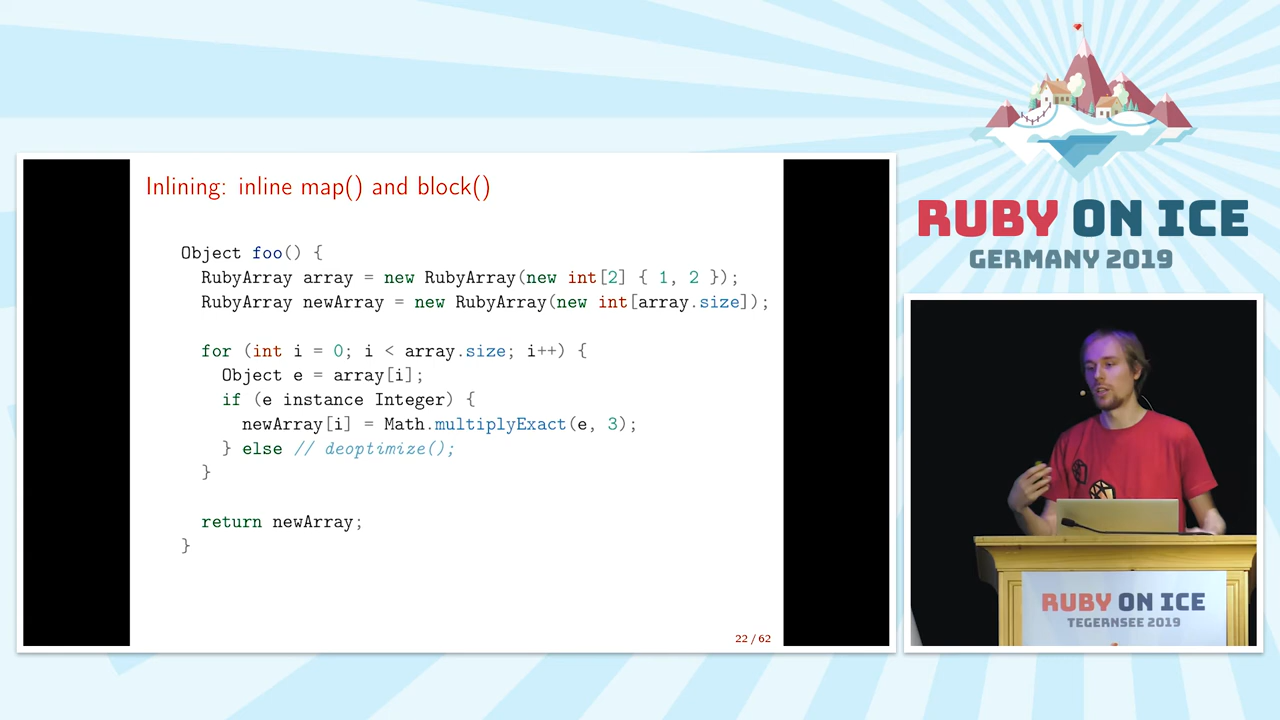 Inlining: inline map() and block()
Object foo() {
RubyArray array = new RubyArray(new int[2] { 1, 2 });
RubyArray newArray = new RubyArray(new int[array.size]);
for (int i = 0; i < array.size; i++) {
Object e = array[i];
if (e instance Integer) {
newArray[i] = Math.multiplyExact(e, 3);
} else // deoptimize();
}
return newArray;
}
22 / 62
RUBY ON ICE
GERMANY 2019
RUBY ON ICE
TEGERNSEE 2019